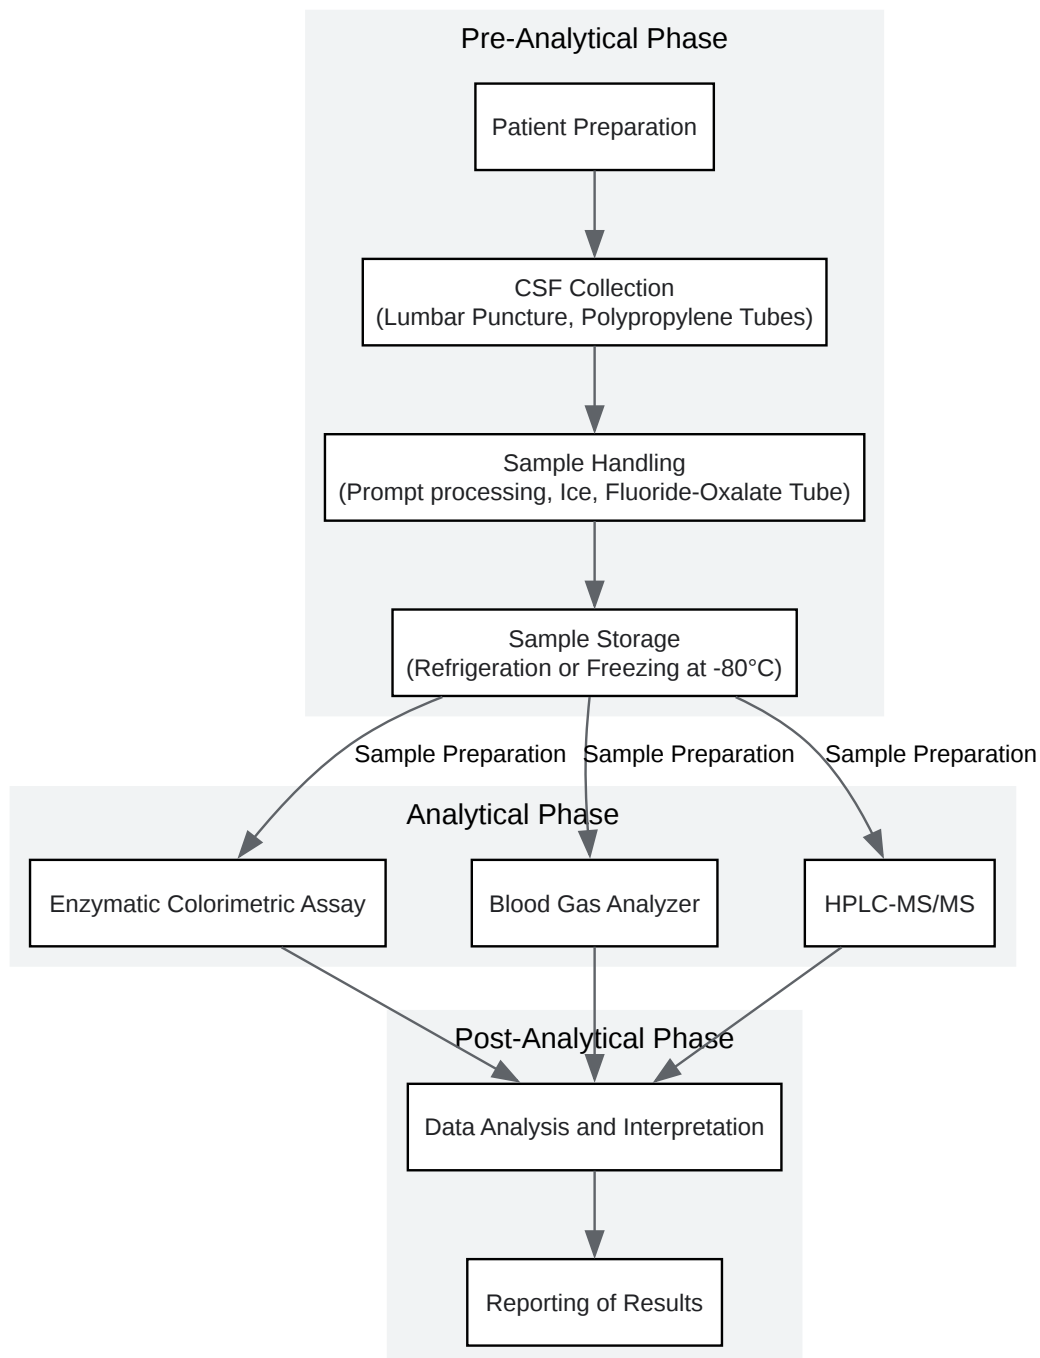 Pre-Analytical Phase
Patient Preparation
CSF Collection
(Lumbar Puncture, Polypropylene Tubes)
Sample Handling
(Prompt processing, Ice, Fluoride-Oxalate Tube)
Sample Storage
(Refrigeration or Freezing at -80°C)
Sample Preparation
Sample Preparation
Sample Preparation
Analytical Phase
Enzymatic Colorimetric Assay
Blood Gas Analyzer
HPLC-MS/MS
Post-Analytical Phase
Data Analysis and Interpretation
Reporting of Results